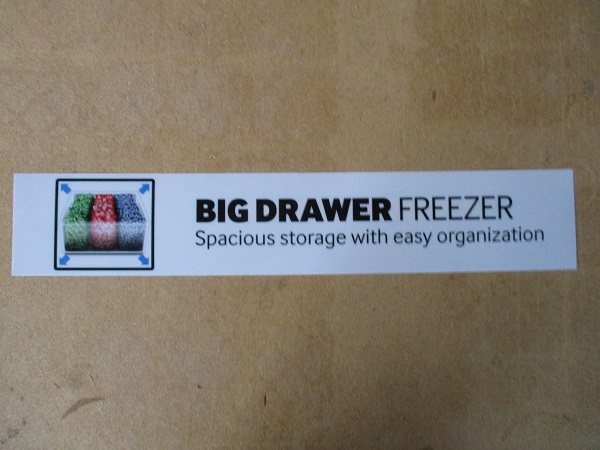 BIG DRAWER FREEZER
Spacious storage with easy organization